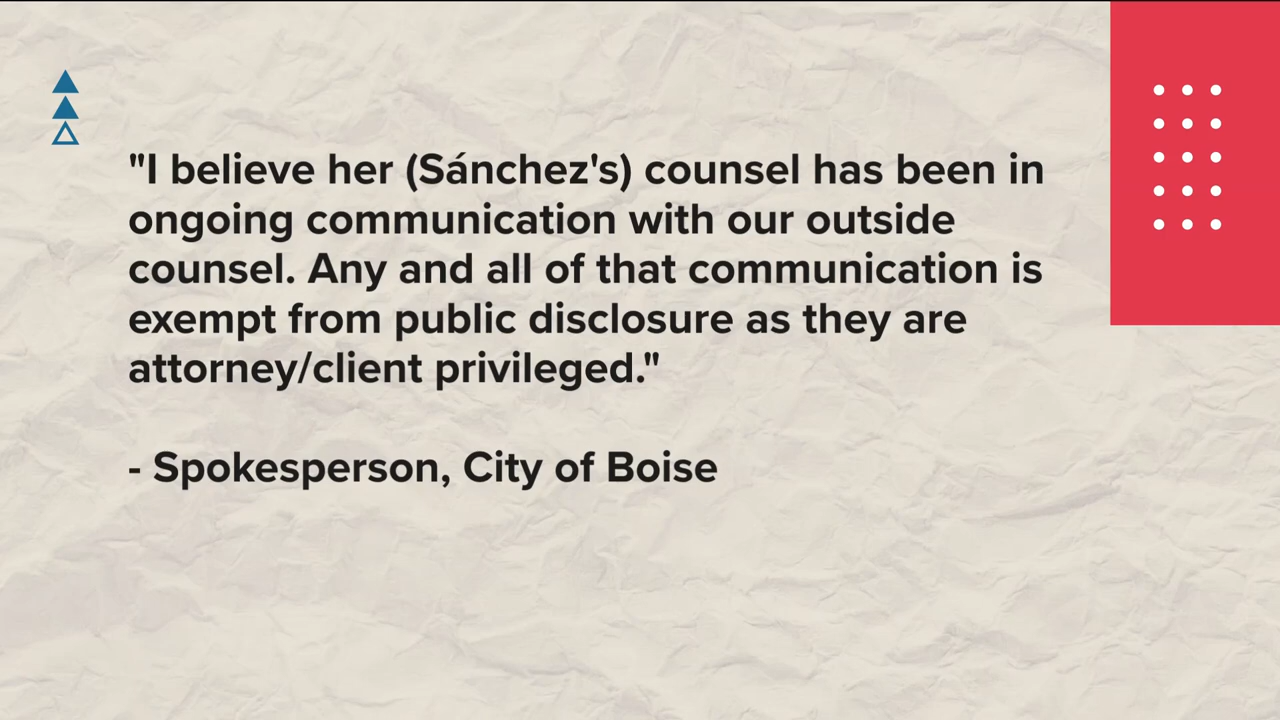 "I believe her (Sánchez's) counsel has been in
ongoing communication with our outside
counsel. Any and all of that communication is
exempt from public disclosure as they are
attorney/client privileged."
- Spokesperson, City of Boise